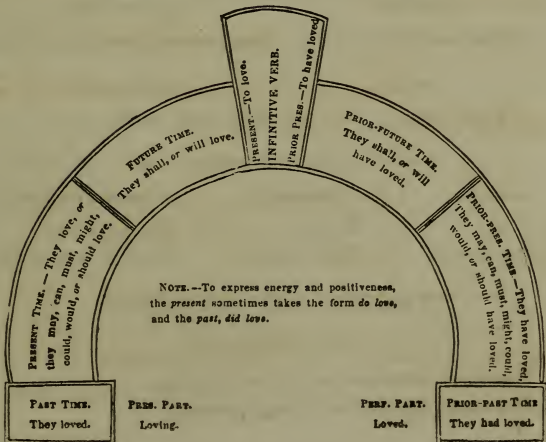 PRESENT.—To love.
INFINITIVE VERB.
PRIOR PRES.—To have loved
FUTURE TIME.
They shall, or will love.
PRIOR-FUTURE TIME.
They shall, or will
have loved.
PRESENT TIME.—They love, or
they may, can, must, might,
could, would, or should love.
PRIOR-PRES. TIME.—They have loved,
They may, can, must, might, could,
would, or should have loved.
NOTE.—To express energy and positiveness,
the present sometimes takes the form do love,
and the past, did love.
PAST TIME.
They loved.
PRES. PART.
Loving.
PERF. PART.
Loved.
PRIOR-PAST TIME
They had loved.